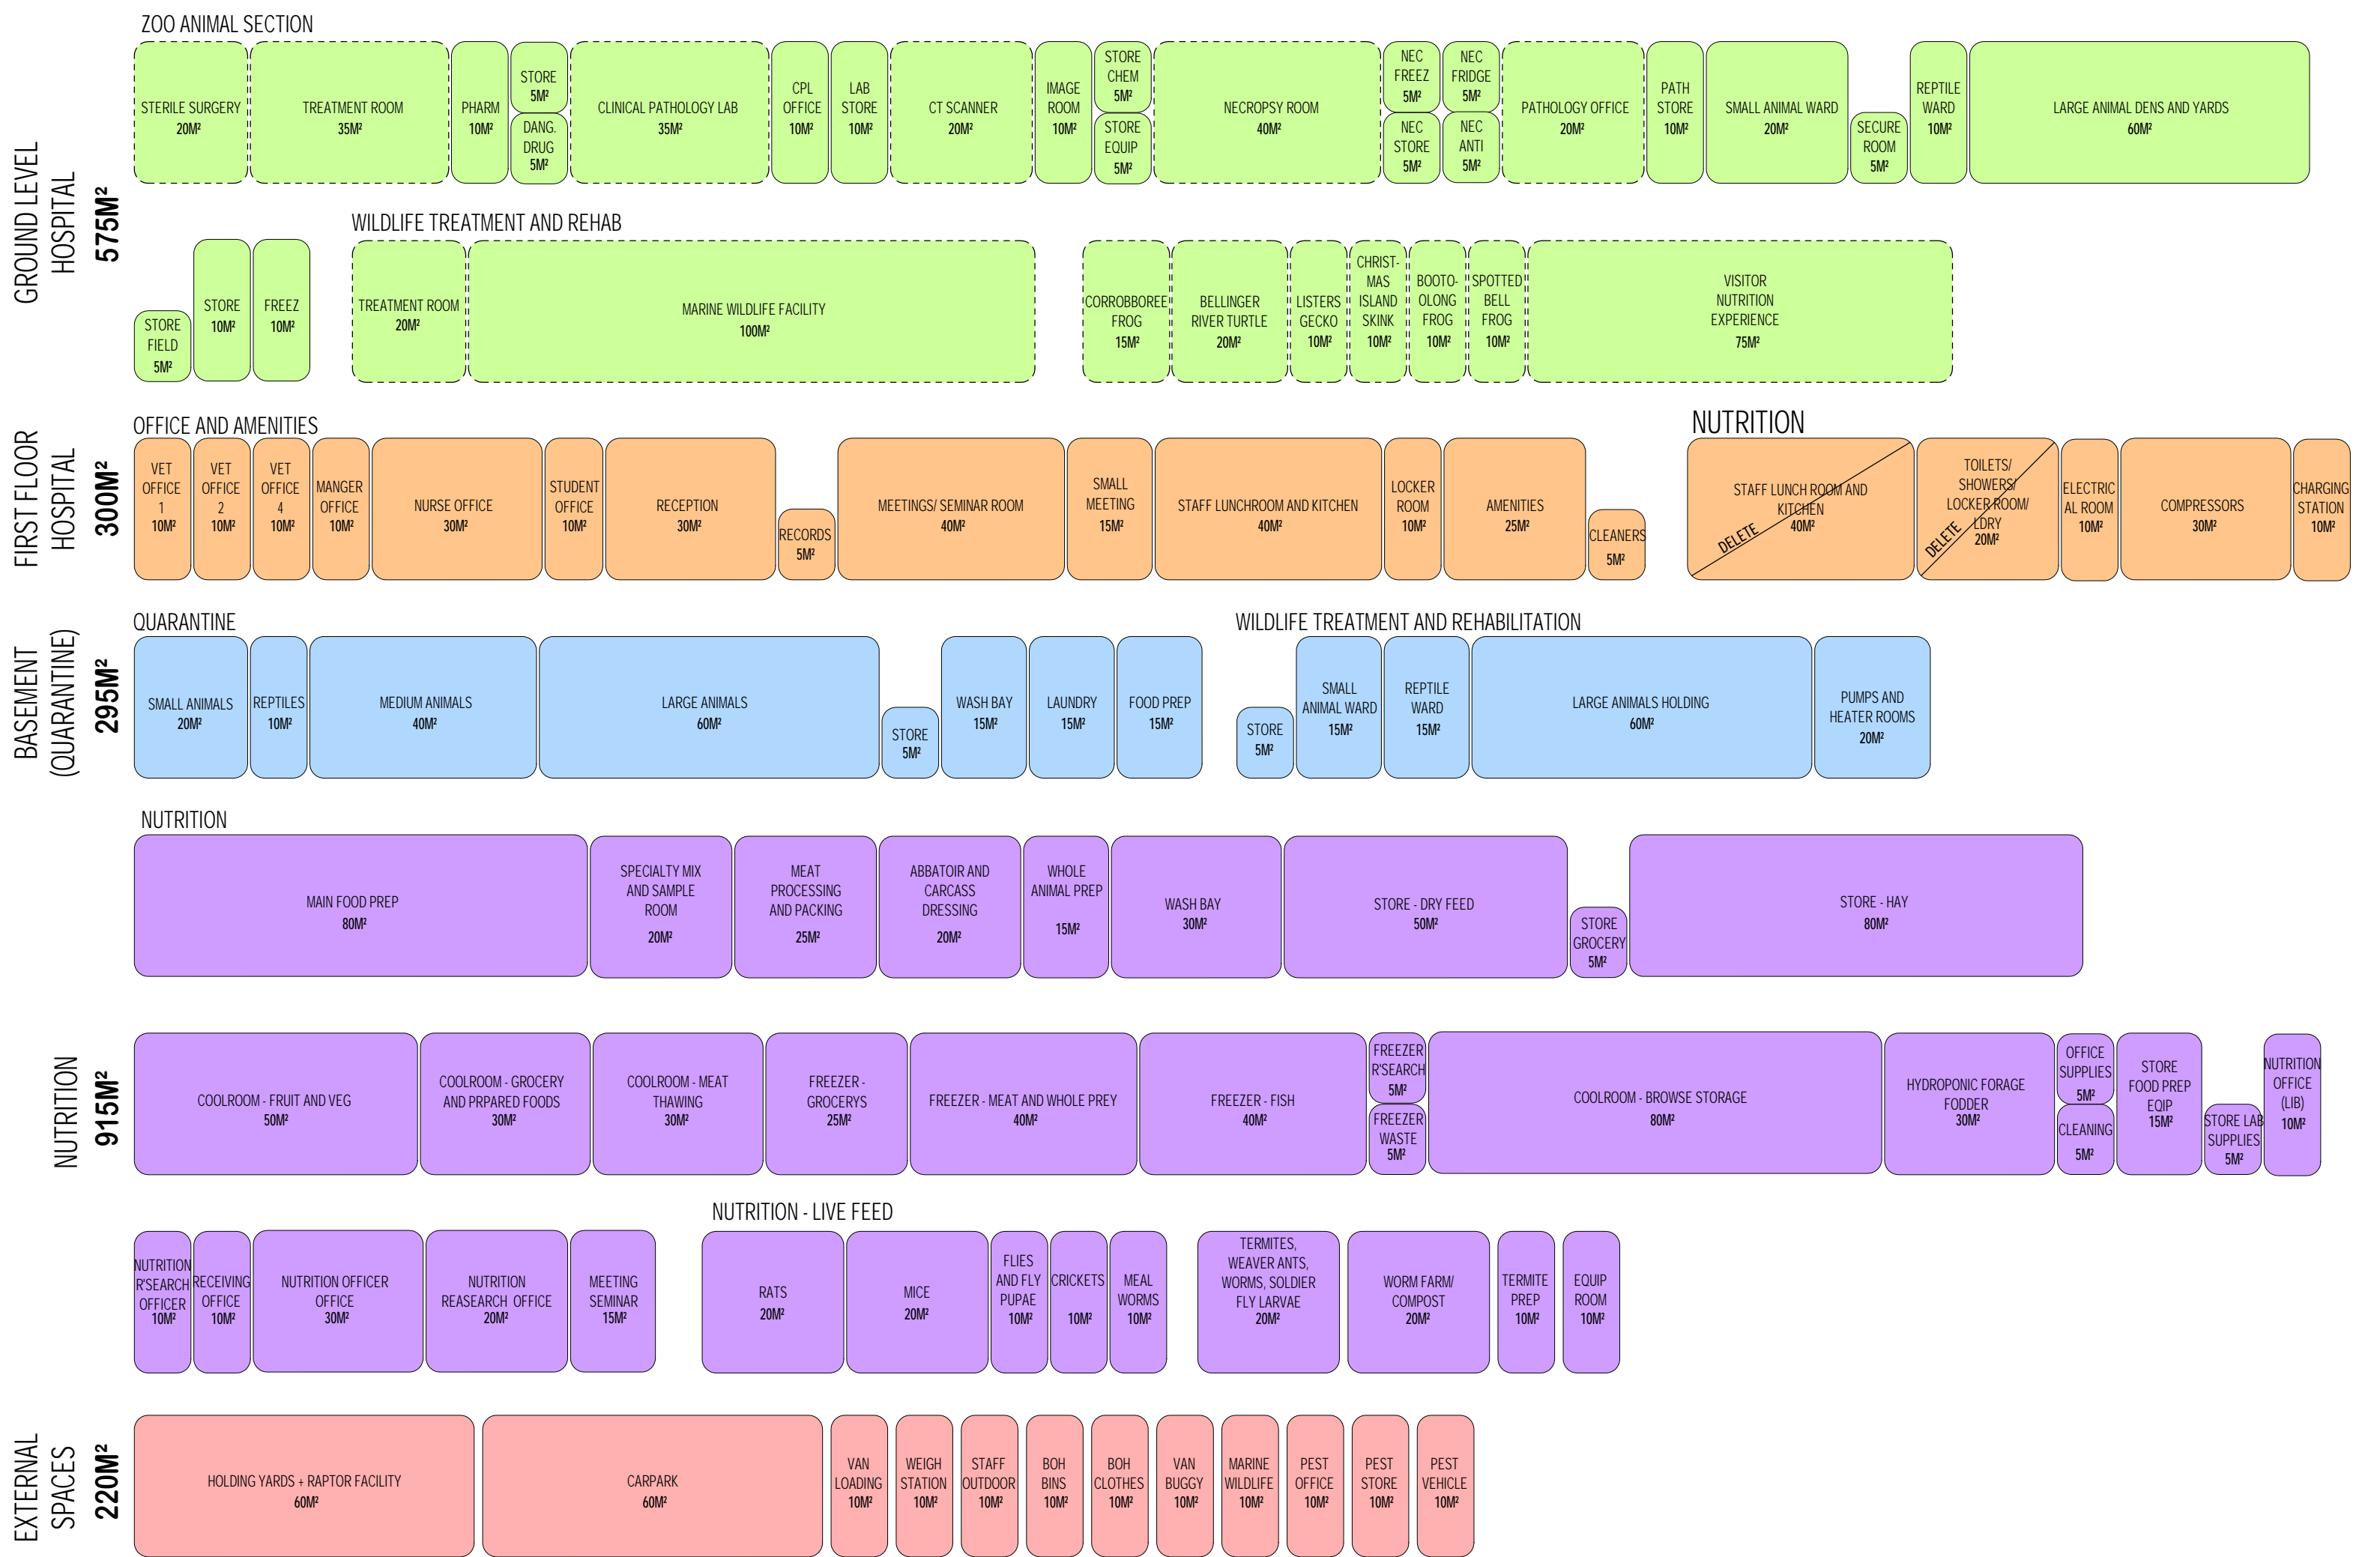 ZOO ANIMAL SECTION
GROUND LEVEL
HOSPITAL
575M²
STERILE SURGERY
20M²
TREATMENT ROOM
35M²
PHARM
10M²
STORE
5M²
DANG.
DRUG
5M²
CLINICAL PATHOLOGY LAB
35M²
CPL
OFFICE
10M²
LAB
STORE
10M²
CT SCANNER
20M²
IMAGE
ROOM
10M²
STORE
CHEM
5M²
STORE
EQUIP
5M²
NECROPSY ROOM
40M²
NEC
FREEZ
5M²
NEC
STORE
5M²
NEC
FRIDGE
5M²
NEC
ANTI
5M²
PATHOLOGY OFFICE
20M²
PATH
STORE
10M²
SMALL ANIMAL WARD
20M²
SECURE
ROOM
5M²
REPTILE
WARD
10M²
LARGE ANIMAL DENS AND YARDS
60M²
STORE
FIELD
5M²
STORE
10M²
FREEZ
10M²
WILDLIFE TREATMENT AND REHAB
TREATMENT ROOM
20M²
MARINE WILDLIFE FACILITY
100M²
CORROBBOREE
FROG
15M²
BELLINGER
RIVER TURTLE
20M²
LISTERS
GECKO
10M²
CHRIST-
MAS
ISLAND
SKINK
10M²
BOOTO-
OLONG
FROG
10M²
SPOTTED
BELL
FROG
10M²
VISITOR
NUTRITION
EXPERIENCE
75M²
FIRST FLOOR
HOSPITAL
300M²
OFFICE AND AMENITIES
VET
OFFICE
1
10M²
VET
OFFICE
2
10M²
VET
OFFICE
4
10M²
MANGER
OFFICE
10M²
NURSE OFFICE
30M²
STUDENT
OFFICE
10M²
RECEPTION
30M²
RECORDS
5M²
MEETINGS/ SEMINAR ROOM
40M²
SMALL
MEETING
15M²
STAFF LUNCHROOM AND KITCHEN
40M²
LOCKER
ROOM
10M²
AMENITIES
25M²
CLEANERS
5M²
NUTRITION
STAFF LUNCH ROOM AND
KITCHEN
40M²
DELETE
TOILETS/
SHOWERS/
LOCKER ROOM/
LDRY
20M²
DELETE
ELECTRIC
AL ROOM
10M²
COMPRESSORS
30M²
CHARGING
STATION
10M²
BASEMENT
(QUARANTINE)
295M²
QUARANTINE
SMALL ANIMALS
20M²
REPTILES
10M²
MEDIUM ANIMALS
40M²
LARGE ANIMALS
60M²
STORE
5M²
WASH BAY
15M²
LAUNDRY
15M²
FOOD PREP
15M²
WILDLIFE TREATMENT AND REHABILITATION
STORE
5M²
SMALL
ANIMAL WARD
15M²
REPTILE
WARD
15M²
LARGE ANIMALS HOLDING
60M²
PUMPS AND
HEATER ROOMS
20M²
NUTRITION
MAIN FOOD PREP
80M²
SPECIALTY MIX
AND SAMPLE
ROOM
20M²
MEAT
PROCESSING
AND PACKING
25M²
ABBATOIR AND
CARCASS
DRESSING
20M²
WHOLE
ANIMAL PREP
15M²
WASH BAY
30M²
STORE - DRY FEED
50M²
STORE
GROCERY
5M²
STORE - HAY
80M²
NUTRITION
915M²
COOLROOM - FRUIT AND VEG
50M²
COOLROOM - GROCERY
AND PRPARED FOODS
30M²
COOLROOM - MEAT
THAWING
30M²
FREEZER -
GROCERYS
25M²
FREEZER - MEAT AND WHOLE PREY
40M²
FREEZER - FISH
40M²
FREEZER
R'SEARCH
5M²
FREEZER
WASTE
5M²
COOLROOM - BROWSE STORAGE
80M²
HYDROPONIC FORAGE
FODDER
30M²
OFFICE
SUPPLIES
5M²
CLEANING
5M²
STORE
FOOD PREP
EQIP
15M²
STORE LAB
SUPPLIES
5M²
NUTRITION
OFFICE
(LIB)
10M²
NUTRITION
R'SEARCH
OFFICER
10M²
RECEIVING
OFFICE
10M²
NUTRITION OFFICER
OFFICE
30M²
NUTRITION
REASEARCH OFFICE
20M²
MEETING
SEMINAR
15M²
NUTRITION - LIVE FEED
RATS
20M²
MICE
20M²
FLIES
AND FLY
PUPAE
10M²
CRICKETS
10M²
MEAL
WORMS
10M²
TERMITES,
WEAVER ANTS,
WORMS, SOLDIER
FLY LARVAE
20M²
WORM FARM/
COMPOST
20M²
TERMITE
PREP
10M²
EQUIP
ROOM
10M²
EXTERNAL
SPACES
220M²
HOLDING YARDS + RAPTOR FACILITY
60M²
CARPARK
60M²
VAN
LOADING
10M²
WEIGH
STATION
10M²
STAFF
OUTDOOR
10M²
BOH
BINS
10M²
BOH
CLOTHES
10M²
VAN
BUGGY
10M²
MARINE
WILDLIFE
10M²
PEST
OFFICE
10M²
PEST
STORE
10M²
PEST
VEHICLE
10M²